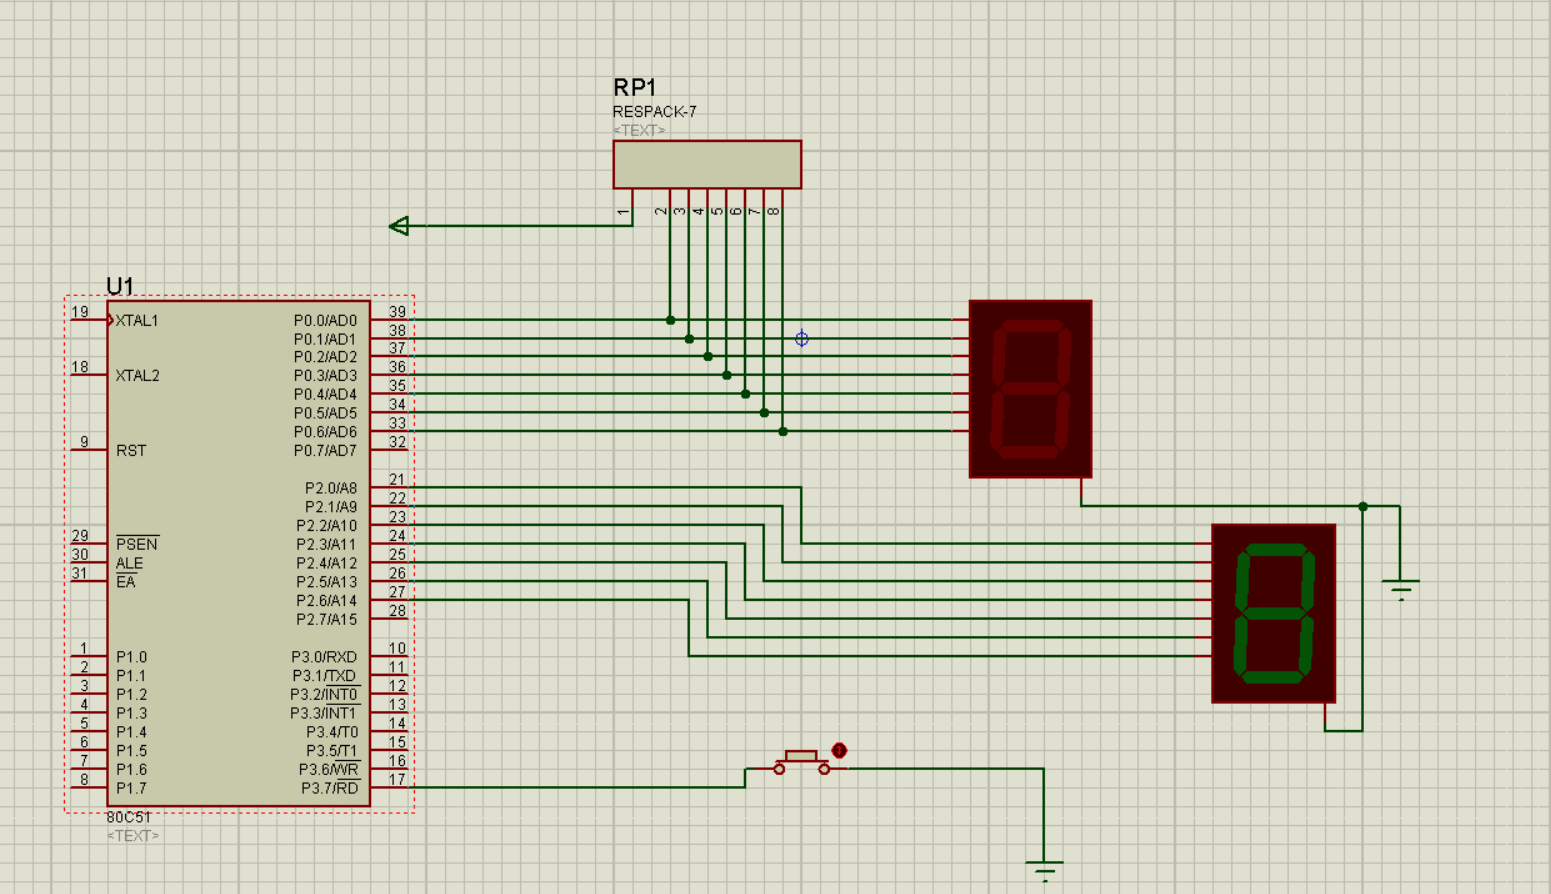 RP1
RESPACK-7
<TEXT>
1 2 3 4 5 6 7 8
U1
19 XTAL1 P0.0/AD0 39
P0.1/AD1 38
P0.2/AD2 37
18 XTAL2 P0.3/AD3 36
P0.4/AD4 35
P0.5/AD5 34
P0.6/AD6 33
9 RST P0.7/AD7 32
P2.0/A8 21
P2.1/A9 22
P2.2/A10 23
29 PSEN P2.3/A11 24
30 ALE P2.4/A12 25
31 EA P2.5/A13 26
P2.6/A14 27
P2.7/A15 28
1 P1.0 P3.0/RXD 10
2 P1.1 P3.1/TXD 11
3 P1.2 P3.2/INT0 12
4 P1.3 P3.3/INT1 13
5 P1.4 P3.4/T0 14
6 P1.5 P3.5/T1 15
7 P1.6 P3.6/WR 16
8 P1.7 P3.7/RD 17
80C51
<TEXT>